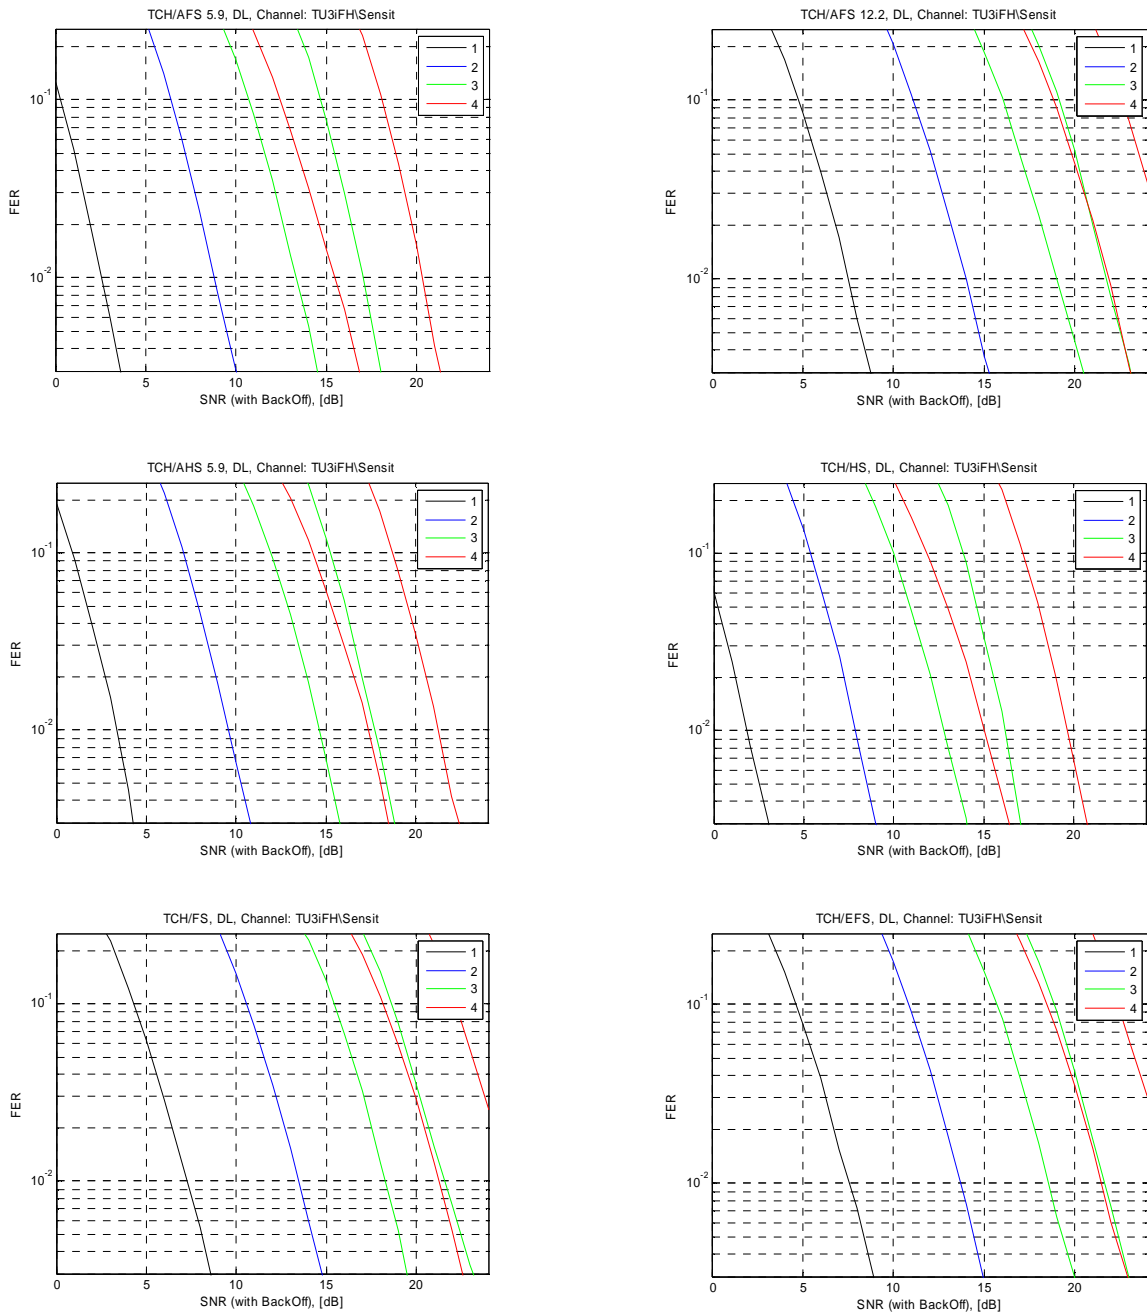 TCH/AFS 5.9, DL, Channel: TU3iFH\Sensit
1
2
3
4
10-1
10-2
FER
0 5 10 15 20
SNR (with BackOff), [dB]
TCH/AFS 12.2, DL, Channel: TU3iFH\Sensit
1
2
3
4
10-1
10-2
FER
0 5 10 15 20
SNR (with BackOff), [dB]
TCH/AHS 5.9, DL, Channel: TU3iFH\Sensit
1
2
3
4
10-1
10-2
FER
0 5 10 15 20
SNR (with BackOff), [dB]
TCH/HS, DL, Channel: TU3iFH\Sensit
1
2
3
4
10-1
10-2
FER
0 5 10 15 20
SNR (with BackOff), [dB]
TCH/FS, DL, Channel: TU3iFH\Sensit
1
2
3
4
10-1
10-2
FER
0 5 10 15 20
SNR (with BackOff), [dB]
TCH/EFS, DL, Channel: TU3iFH\Sensit
1
2
3
4
10-1
10-2
FER
0 5 10 15 20
SNR (with BackOff), [dB]